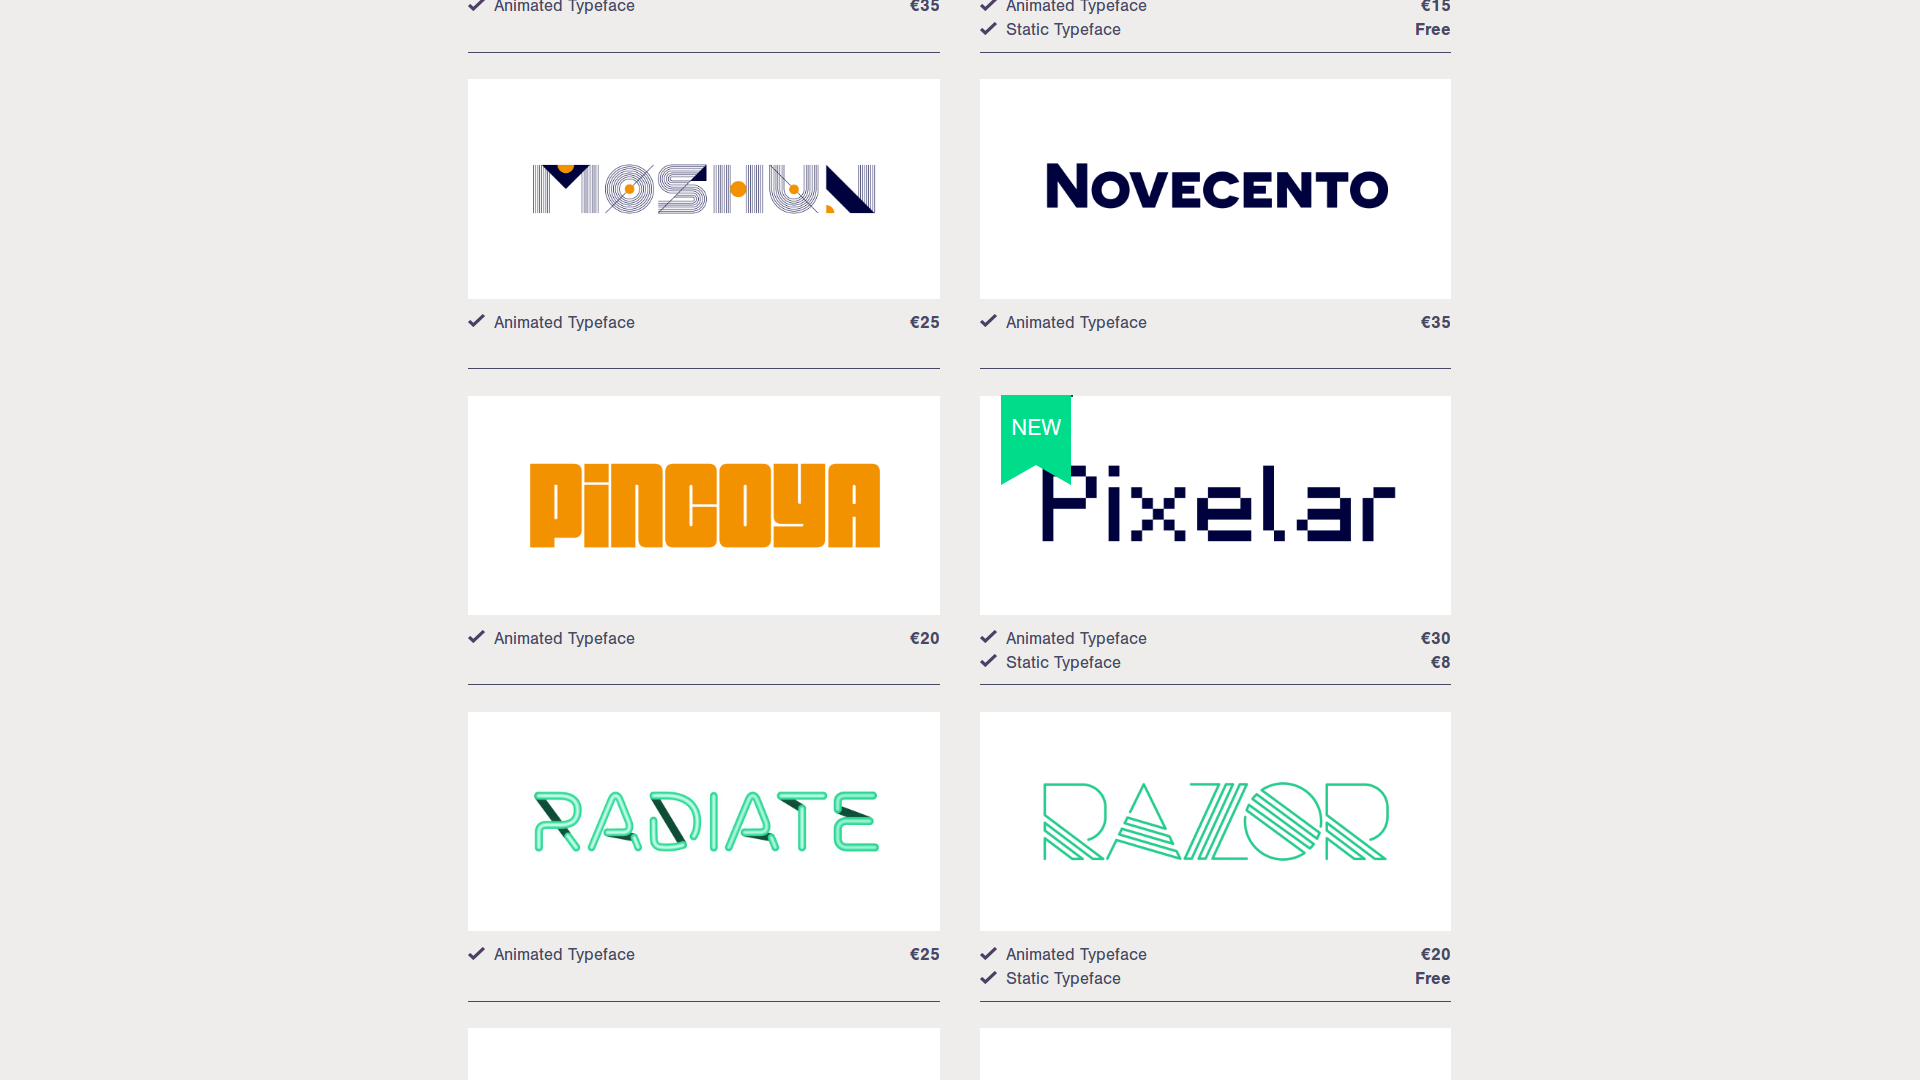 Animated Typeface €35
Animated Typeface €15
Static Typeface Free
MOSHUN
Animated Typeface €25
NOVECENTO
Animated Typeface €35
PiNCOYA
Animated Typeface €20
NEW
Pixelar
Animated Typeface €30
Static Typeface €8
RADIATE
Animated Typeface €25
RAZOR
Animated Typeface €20
Static Typeface Free